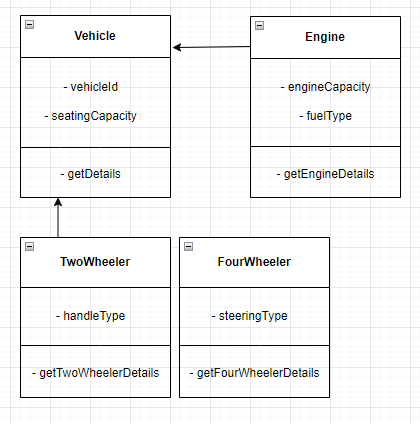 Vehicle
- vehicleId
- seatingCapacity
- getDetails
Engine
- engineCapacity
- fuelType
- getEngineDetails
TwoWheeler
- handleType
- getTwoWheelerDetails
FourWheeler
- steeringType
- getFourWheelerDetails